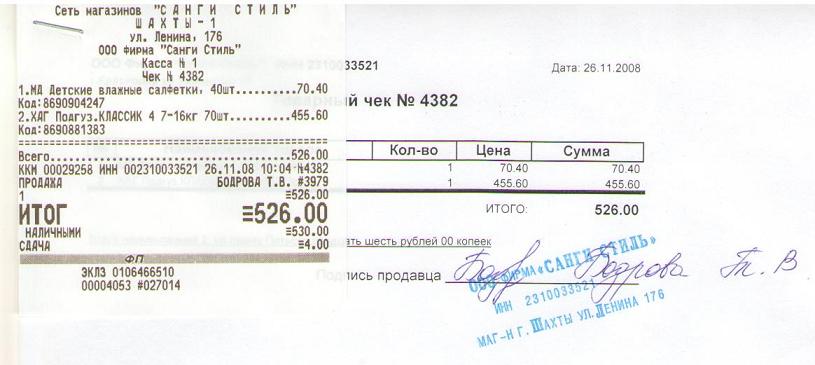 Сеть магазинов "САНГИ СТИЛЬ"
ШАХТЫ-1
ул. Ленина, 176
ООО фирма "Санги Стиль"
Касса № 1
Чек № 4382
1.МД Детские влажные салфетки, 40шт..........70.40
Код:8690904247
2.ХАГ Подгуз.КЛАССИК 4 7-16кг 70шт......455.60
Код:8690881383
Всего.................................526.00
ККМ 00029258 ИНН 002310033521 26.11.08 10:04 №4382
ПРОДАЖА БОДРОВА Т.В. #3979
1 ≡526.00
ИТОГ ≡526.00
НАЛИЧНЫМИ ≡530.00
СДАЧА ≡4.00
ФП
ЭКЛЗ 0106466510
00004053 #027014
33521
Дата: 26.11.2008
ый чек № 4382
Кол-во Цена Сумма
1 70.40 70.40
1 455.60 455.60
ИТОГО: 526.00
ать шесть рублей 00 копеек
пись продавца Бодрова Т. В.
ООО ФИРМА «САНГИ СТИЛЬ»
ИНН 2310033521
МАГ-Н Г. ШАХТЫ УЛ. ЛЕНИНА 176